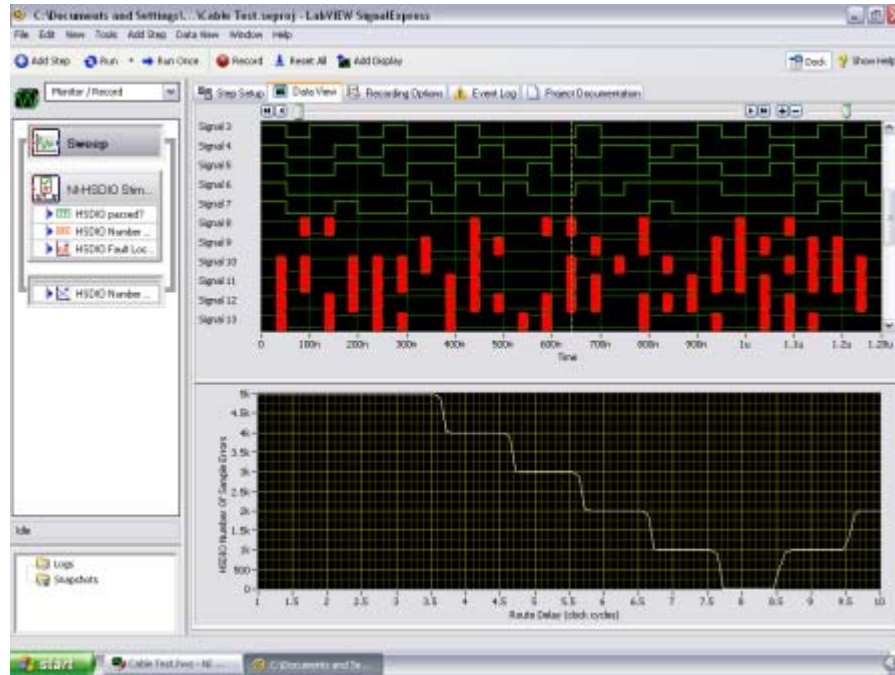 C:\Documents and Settings\...\Cable Test.seproj - LabVIEW SignalExpress
File Edit View Tools Add Step Data View Window Help
Add Step Run Run Once Record Reset All Add Display Dock Show Help
Monitor / Record
Step Setup Data View Recording Options Event Log Project Documentation
Sweep
NI-HSDIO Stim...
HSDIO passed?
HSDIO Number ...
HSDIO Fault Loc...
HSDIO Number ...
Signal 3
Signal 4
Signal 5
Signal 6
Signal 7
Signal 8
Signal 9
Signal 10
Signal 11
Signal 12
Signal 13
0 100n 200n 300n 400n 500n 600n 700n 800n 900n 1u 1.1u 1.2u 1.28u
Time
HSDIO Number Of Sample Errors
5k
4.5k
4k
3.5k
3k
2.5k
2k
1.5k
1k
500
0
1 1.5 2 2.5 3 3.5 4 4.5 5 5.5 6 6.5 7 7.5 8 8.5 9 9.5 10
Route Delay (clock cycles)
Idle
Logs
Snapshots
start Cable Test.hws - NI ... C:\Documents and Se...